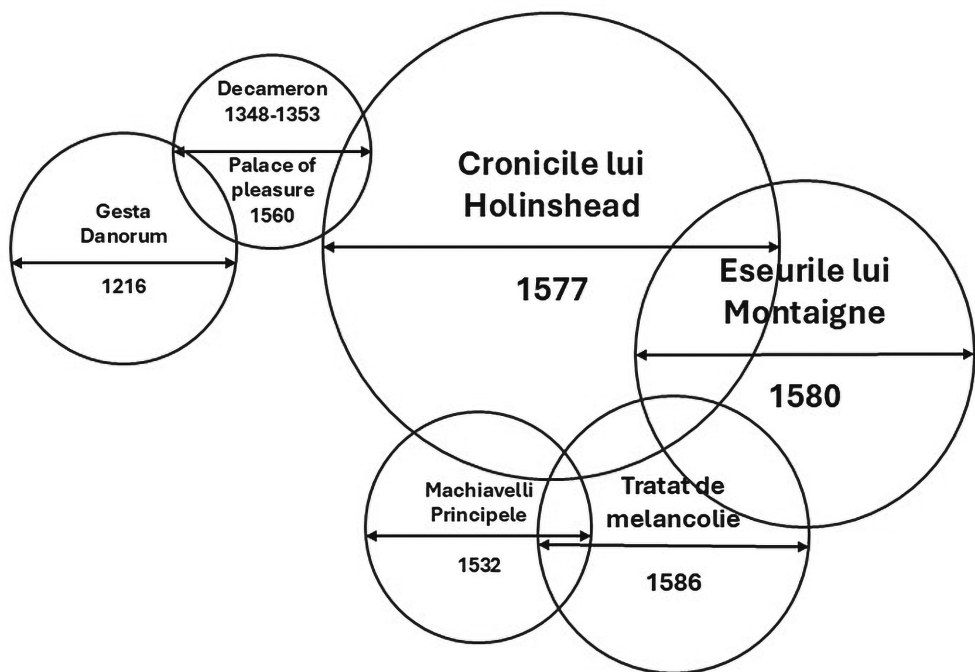 Decameron
1348-1353
Palace of
pleasure
1560
Gesta
Danorum
1216
Cronicile lui
Holinshead
1577
Eseurile lui
Montaigne
1580
Machiavelli
Principele
1532
Tratat de
melancolie
1586